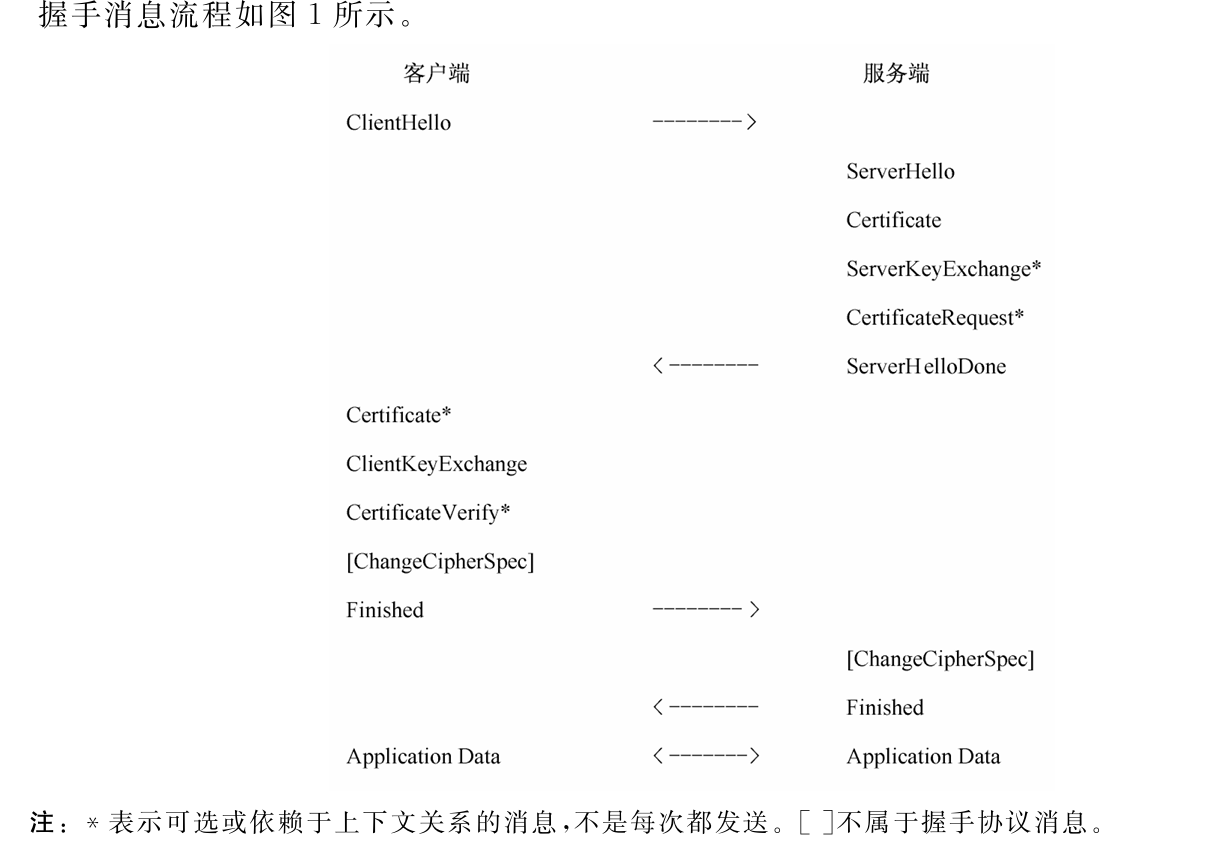 握手消息流程如图 1 所示。
客户端 服务端
ClientHello --------->
ServerHello
Certificate
ServerKeyExchange*
CertificateRequest*
<-------- ServerHelloDone
Certificate*
ClientKeyExchange
CertificateVerify*
[ChangeCipherSpec]
Finished -------->
[ChangeCipherSpec]
<-------- Finished
Application Data <-------> Application Data
注：* 表示可选或依赖于上下文关系的消息,不是每次都发送。[ ]不属于握手协议消息。